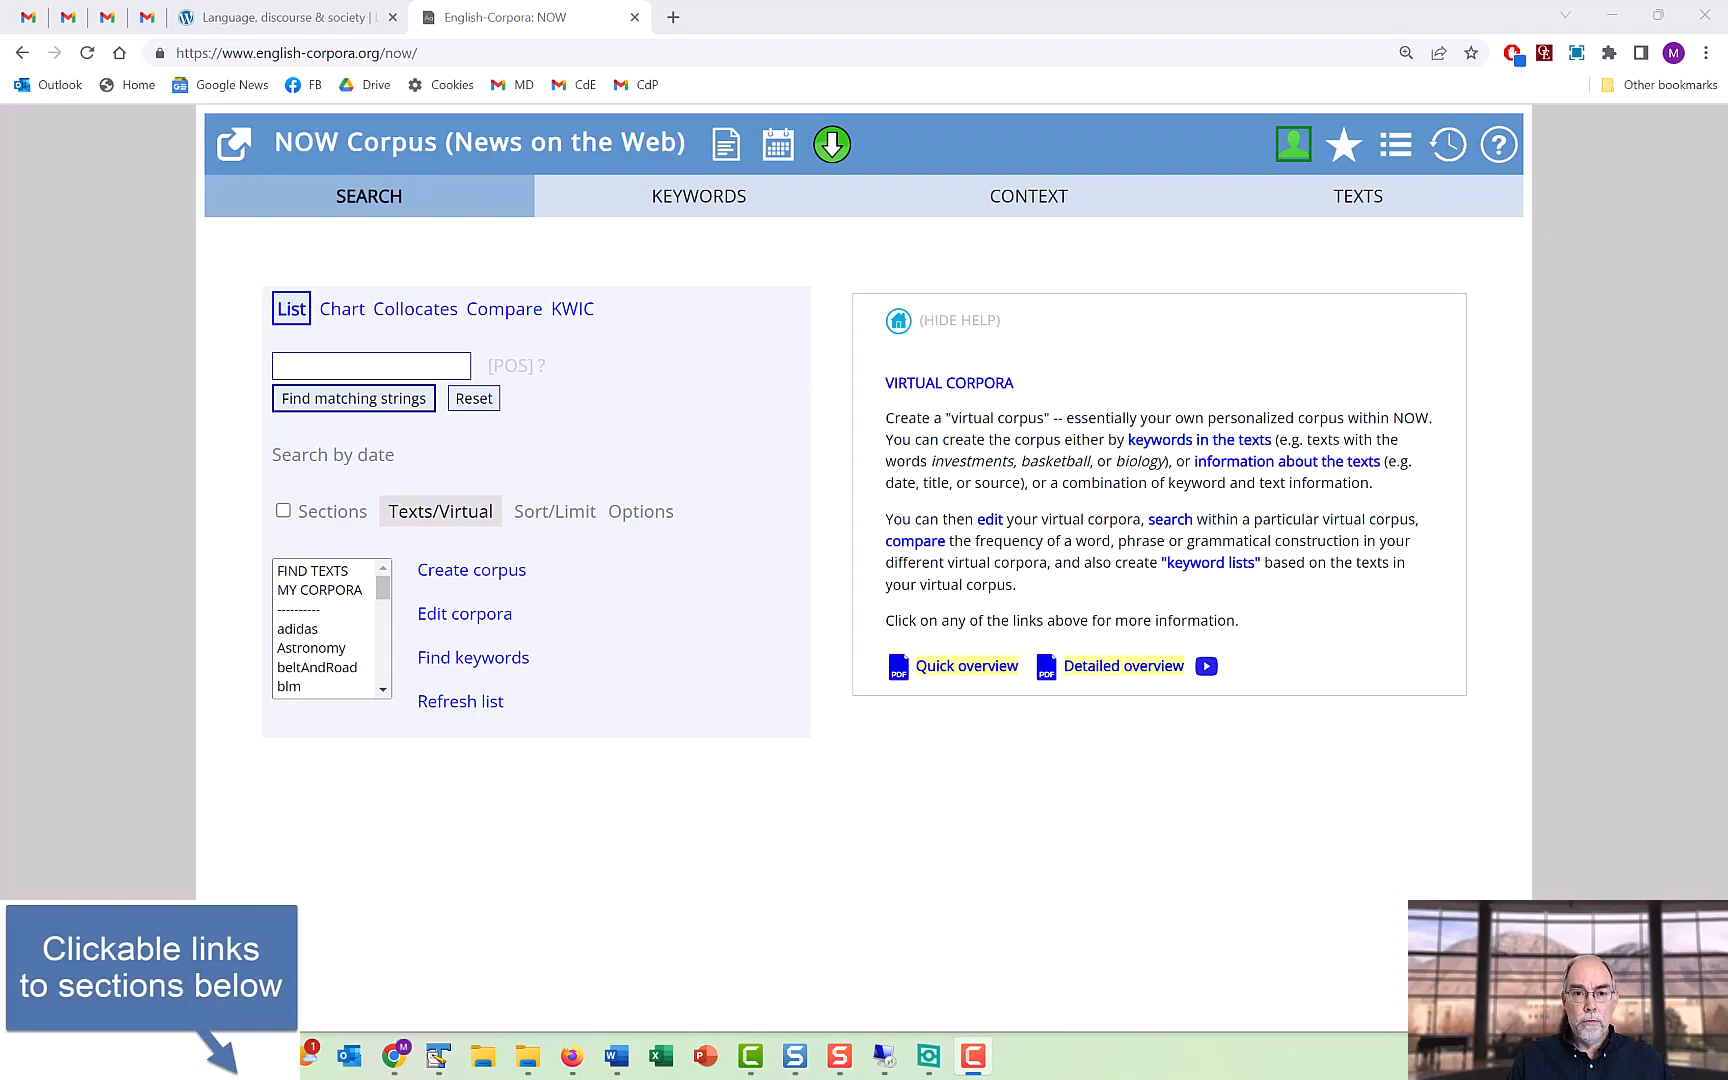 Language, discourse & society |
English-Corpora: NOW
https://www.english-corpora.org/now/
M
Outlook Home Google News FB Drive Cookies MD CdE CdP Other bookmarks
NOW Corpus (News on the Web) ?
SEARCH KEYWORDS CONTEXT TEXTS
List Chart Collocates Compare KWIC
[POS] ?
Find matching strings Reset
Search by date
Sections Texts/Virtual Sort/Limit Options
FIND TEXTS
MY CORPORA
----------
adidas
Astronomy
beltAndRoad
blm
Create corpus
Edit corpora
Find keywords
Refresh list
(HIDE HELP)
VIRTUAL CORPORA
Create a "virtual corpus" -- essentially your own personalized corpus within NOW.
You can create the corpus either by keywords in the texts (e.g. texts with the
words investments, basketball, or biology), or information about the texts (e.g.
date, title, or source), or a combination of keyword and text information.
You can then edit your virtual corpora, search within a particular virtual corpus,
compare the frequency of a word, phrase or grammatical construction in your
different virtual corpora, and also create "keyword lists" based on the texts in
your virtual corpus.
Click on any of the links above for more information.
PDF Quick overview PDF Detailed overview
Clickable links
to sections below
1 M